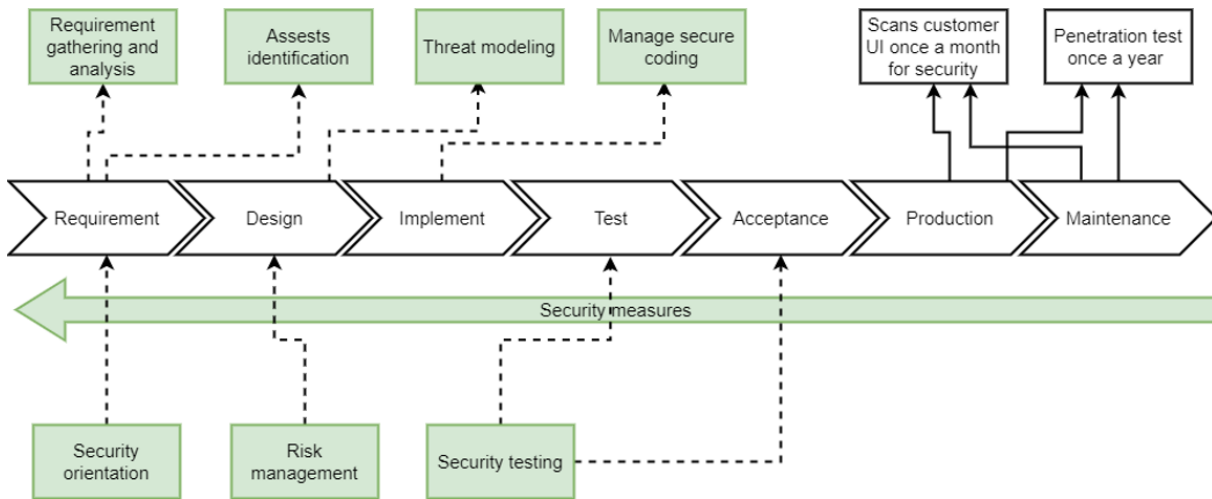 Requirement
gathering and
analysis
Assests
identification
Threat modeling
Manage secure
coding
Scans customer
UI once a month
for security
Penetration test
once a year
Requirement
Design
Implement
Test
Acceptance
Production
Maintenance
Security measures
Security
orientation
Risk
management
Security testing